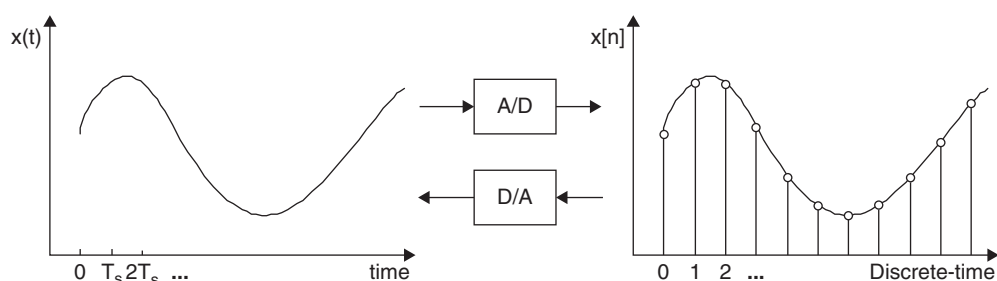 x(t)
x[n]
A/D
D/A
0 Ts 2Ts ... time
0 1 2 ... Discrete-time